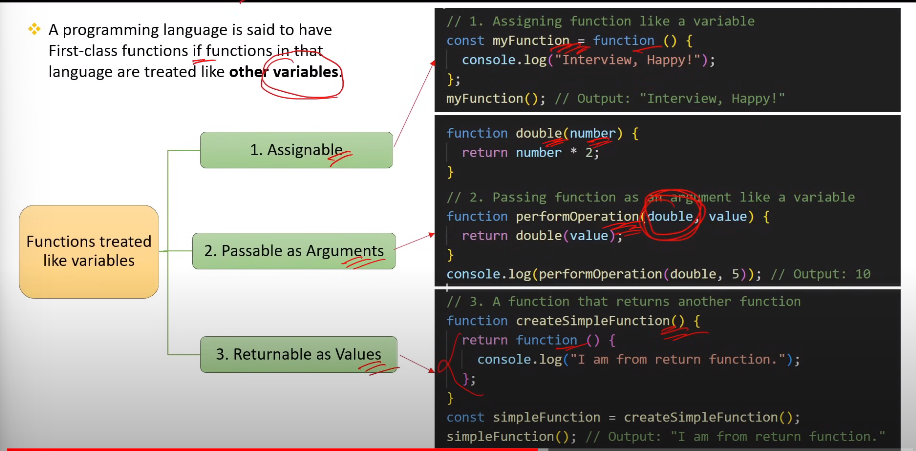 ❖ A programming language is said to have
First-class functions if functions in that
language are treated like other variables.
Functions treated
like variables
1. Assignable
2. Passable as Arguments
3. Returnable as Values
// 1. Assigning function like a variable
const myFunction = function () {
  console.log("Interview, Happy!");
};
myFunction(); // Output: "Interview, Happy!"
function double(number) {
  return number * 2;
}
// 2. Passing function as an argument like a variable
function performOperation(double, value) {
  return double(value);
}
console.log(performOperation(double, 5)); // Output: 10
// 3. A function that returns another function
function createSimpleFunction() {
  return function () {
    console.log("I am from return function.");
  };
}
const simpleFunction = createSimpleFunction();
simpleFunction(); // Output: "I am from return function."